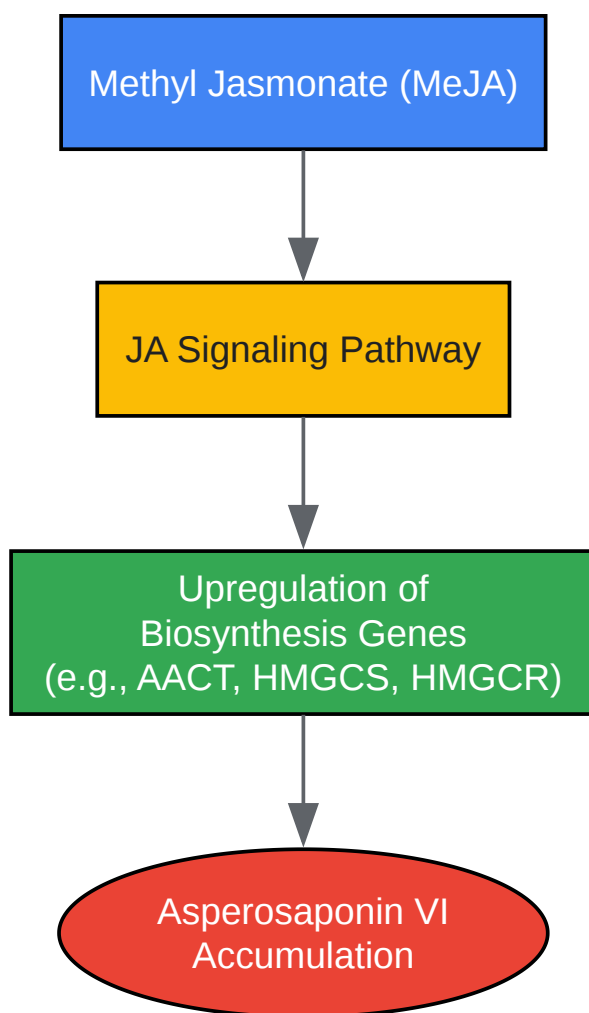 Methyl Jasmonate (MeJA)
JA Signaling Pathway
Upregulation of
Biosynthesis Genes
(e.g., AACT, HMGCS, HMGCR)
Asperosaponin VI
Accumulation